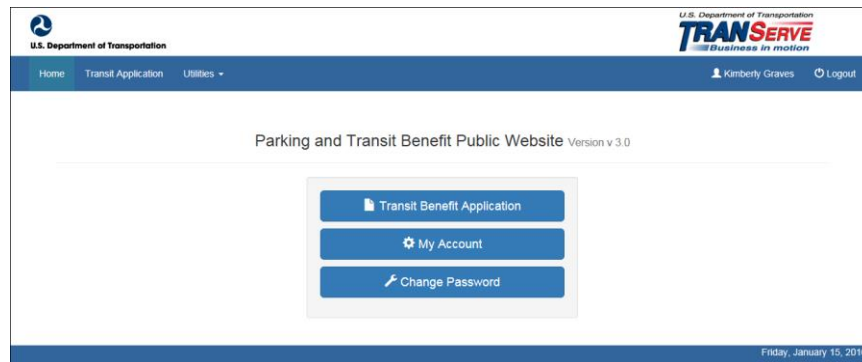 U.S. Department of Transportation
U.S. Department of Transportation
TRANSERVE
Business in motion
Home Transit Application Utilities Kimberly Graves Logout
Parking and Transit Benefit Public Website Version v 3.0
Transit Benefit Application
My Account
Change Password
Friday, January 15, 201